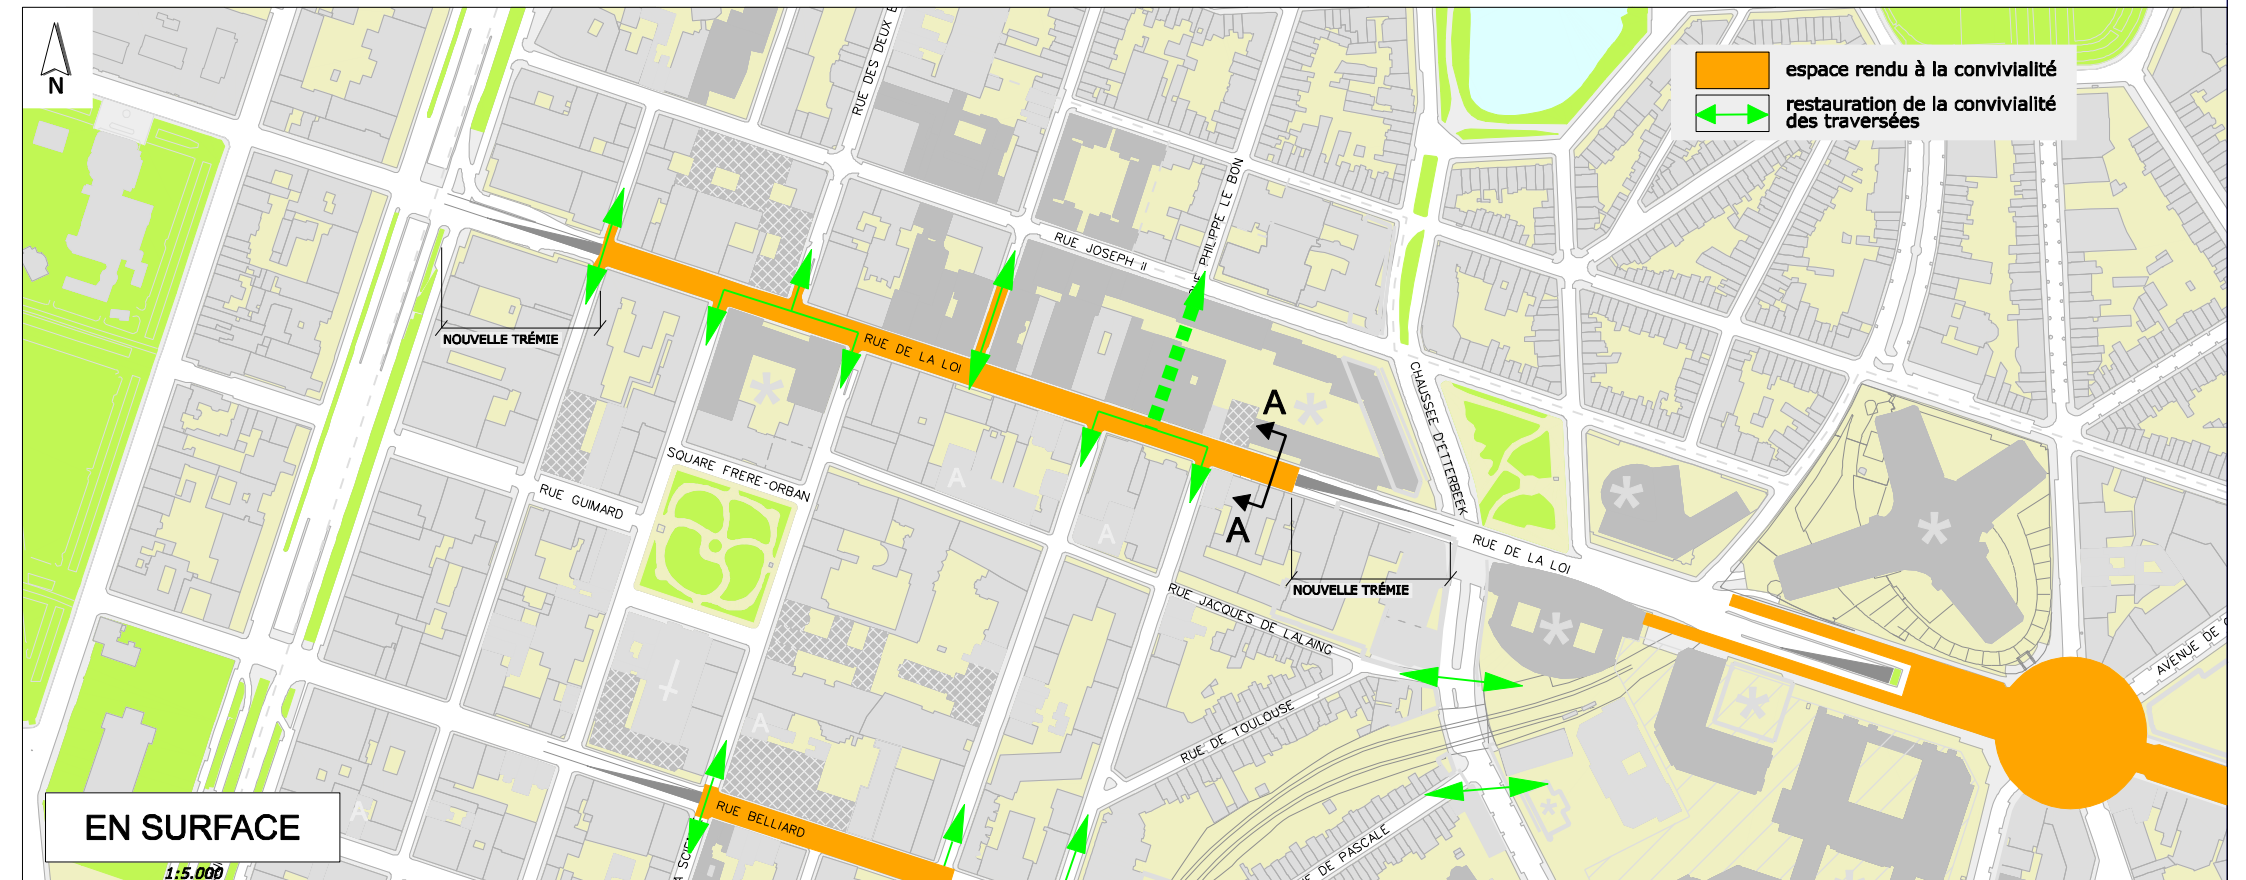 N
RUE DES DEUX
espace rendu à la convivialité
restauration de la convivialité
des traversées
RUE PHILIPPE LE BON
RUE JOSEPH II
NOUVELLE TRÉMIE
RUE DE LA LOI
CHAUSSEE D'ETTERBEEK
A
A
SQUARE FRERE-ORBAN
RUE GUIMARD
A
A
RUE DE LA LOI
NOUVELLE TRÉMIE
RUE JACQUES DE LALAING
AVENUE DE
RUE DE TOULOUSE
A
A
RUE BELLIARD
EN SURFACE
DE PASCALE
1:5.000